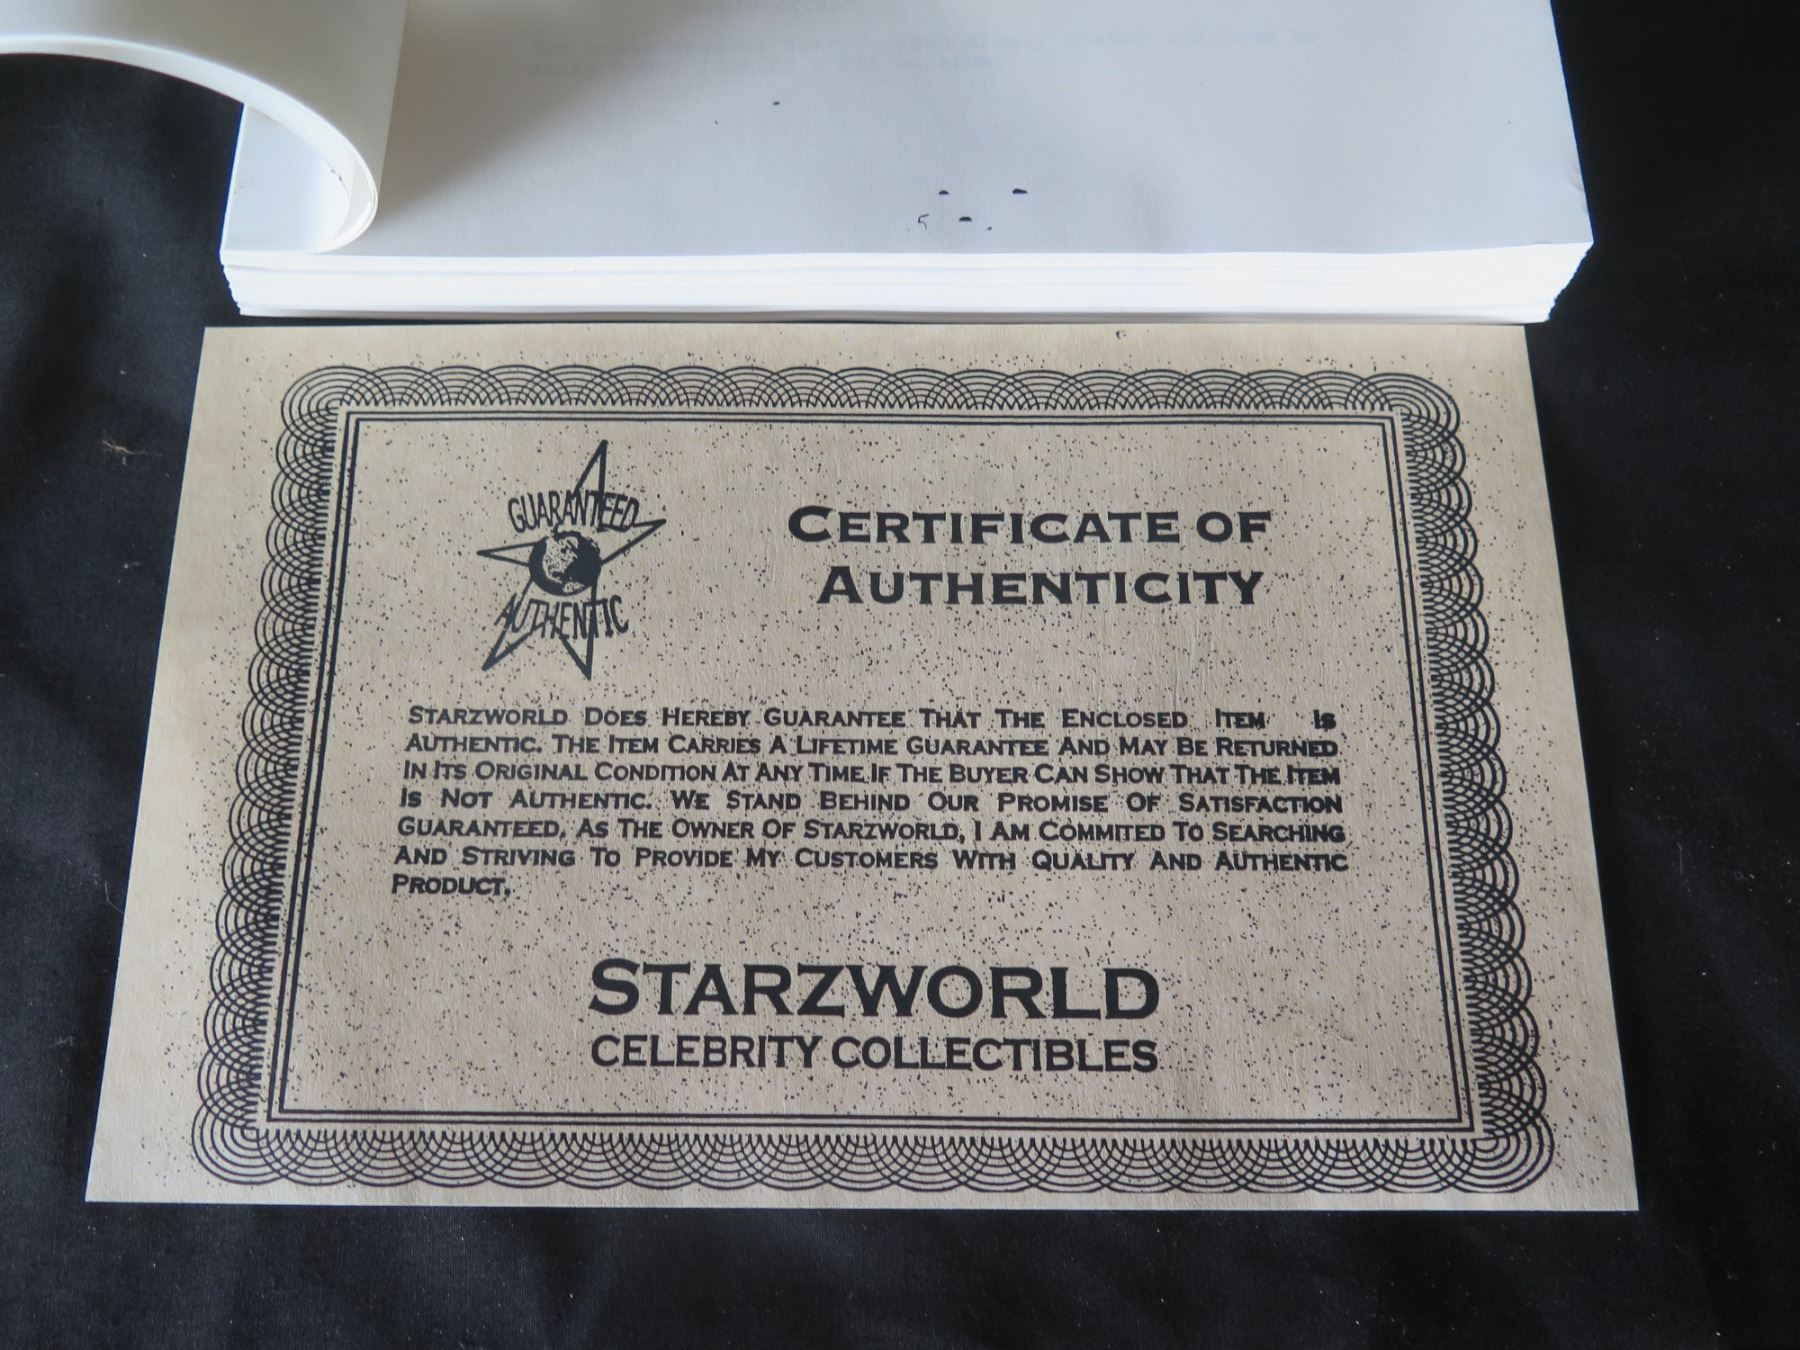 GUARANTEED
AUTHENTIC
CERTIFICATE OF
AUTHENTICITY
STARZWORLD DOES HEREBY GUARANTEE THAT THE ENCLOSED ITEM IS
AUTHENTIC. THE ITEM CARRIES A LIFETIME GUARANTEE AND MAY BE RETURNED
IN ITS ORIGINAL CONDITION AT ANY TIME IF THE BUYER CAN SHOW THAT THE ITEM
IS NOT AUTHENTIC. WE STAND BEHIND OUR PROMISE OF SATISFACTION
GUARANTEED. AS THE OWNER OF STARZWORLD, I AM COMMITED TO SEARCHING
AND STRIVING TO PROVIDE MY CUSTOMERS WITH QUALITY AND AUTHENTIC
PRODUCT.
STARZWORLD
CELEBRITY COLLECTIBLES